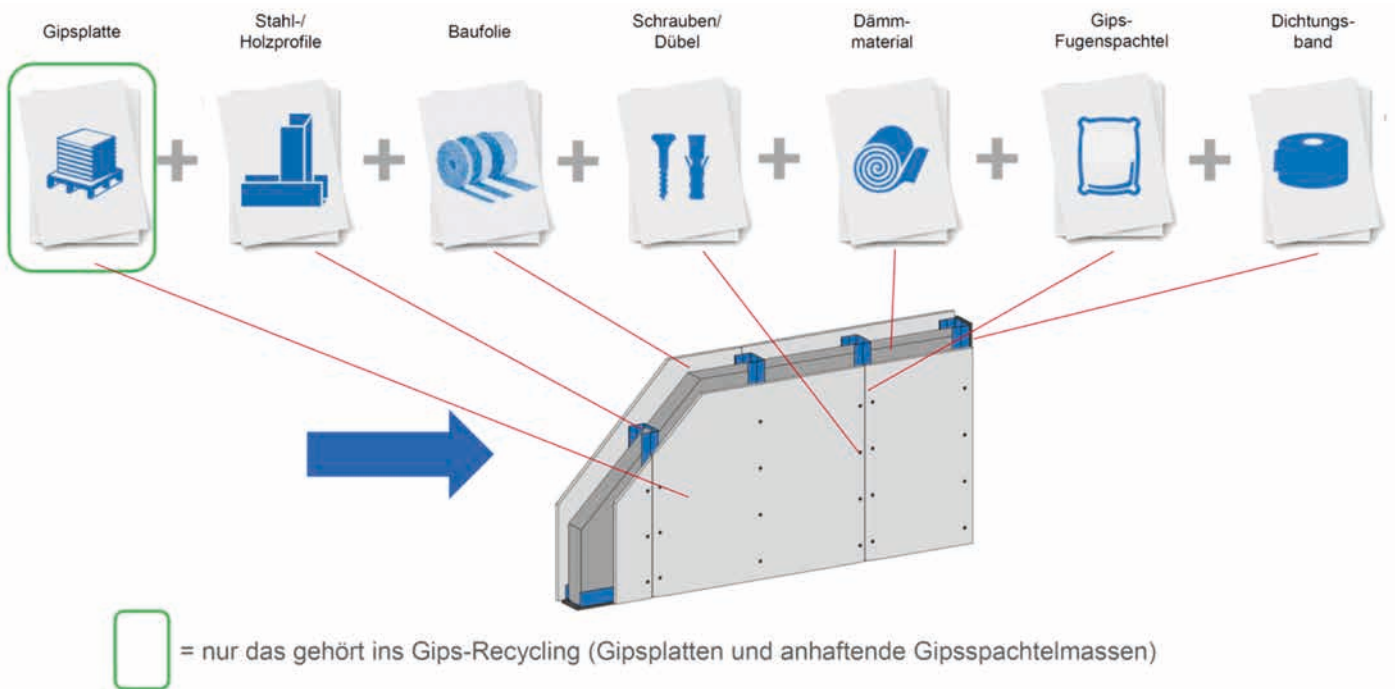 Gipsplatte
Stahl-/
Holzprofile
Baufolie
Schrauben/
Dübel
Dämm-
material
Gips-
Fugenspachtel
Dichtungs-
band
= nur das gehört ins Gips-Recycling (Gipsplatten und anhaftende Gipsspachtelmassen)